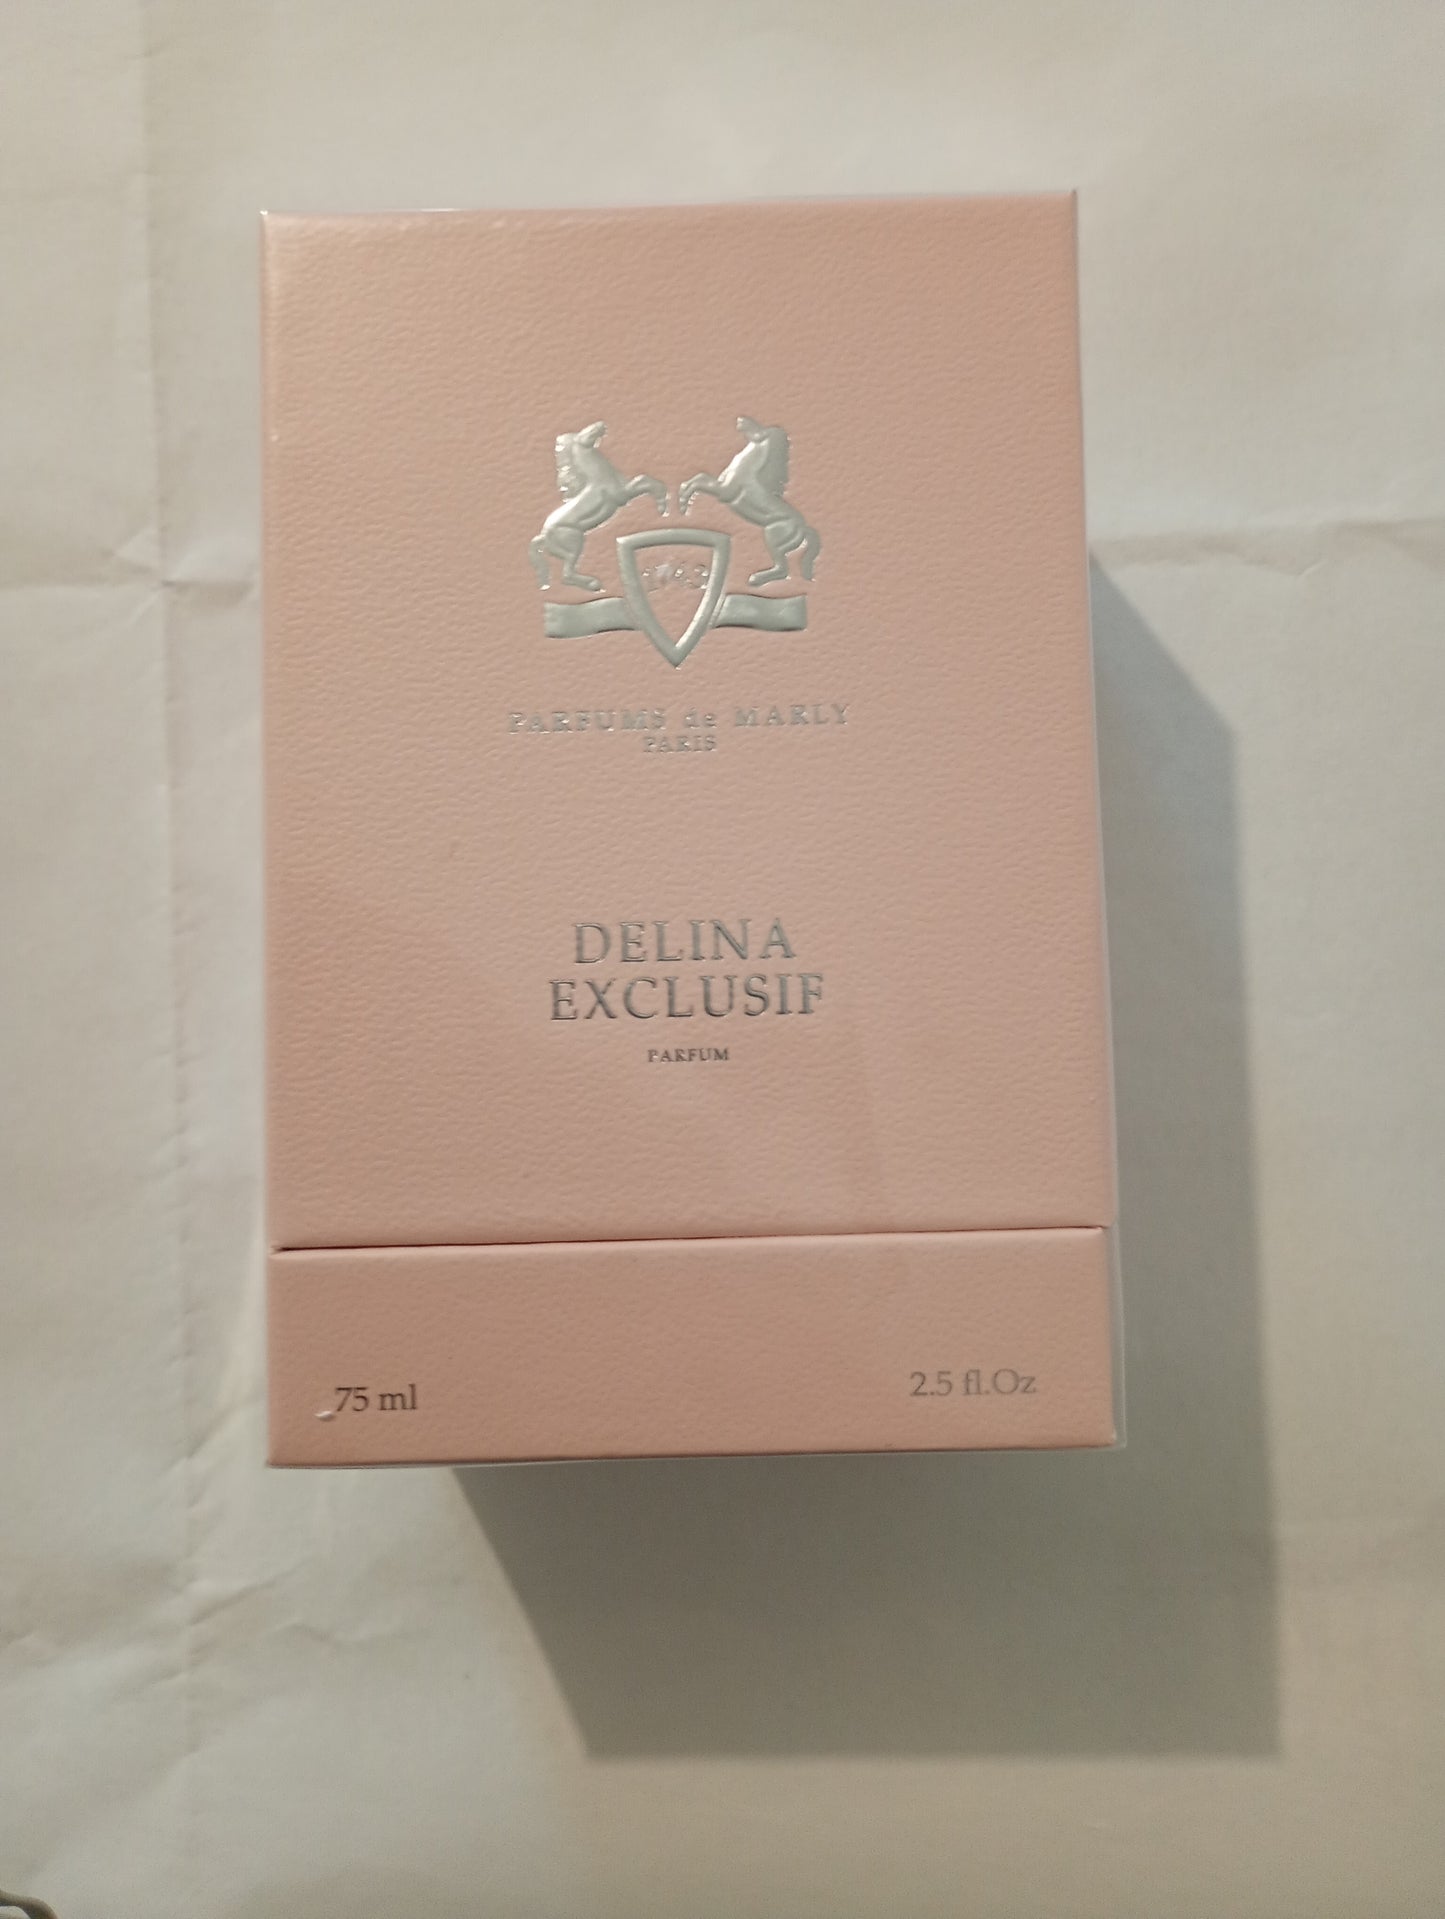 1743
PARFUMS de MARLY
PARIS
DELINA
EXCLUSIF
PARFUM
75 ml
2.5 fl.Oz